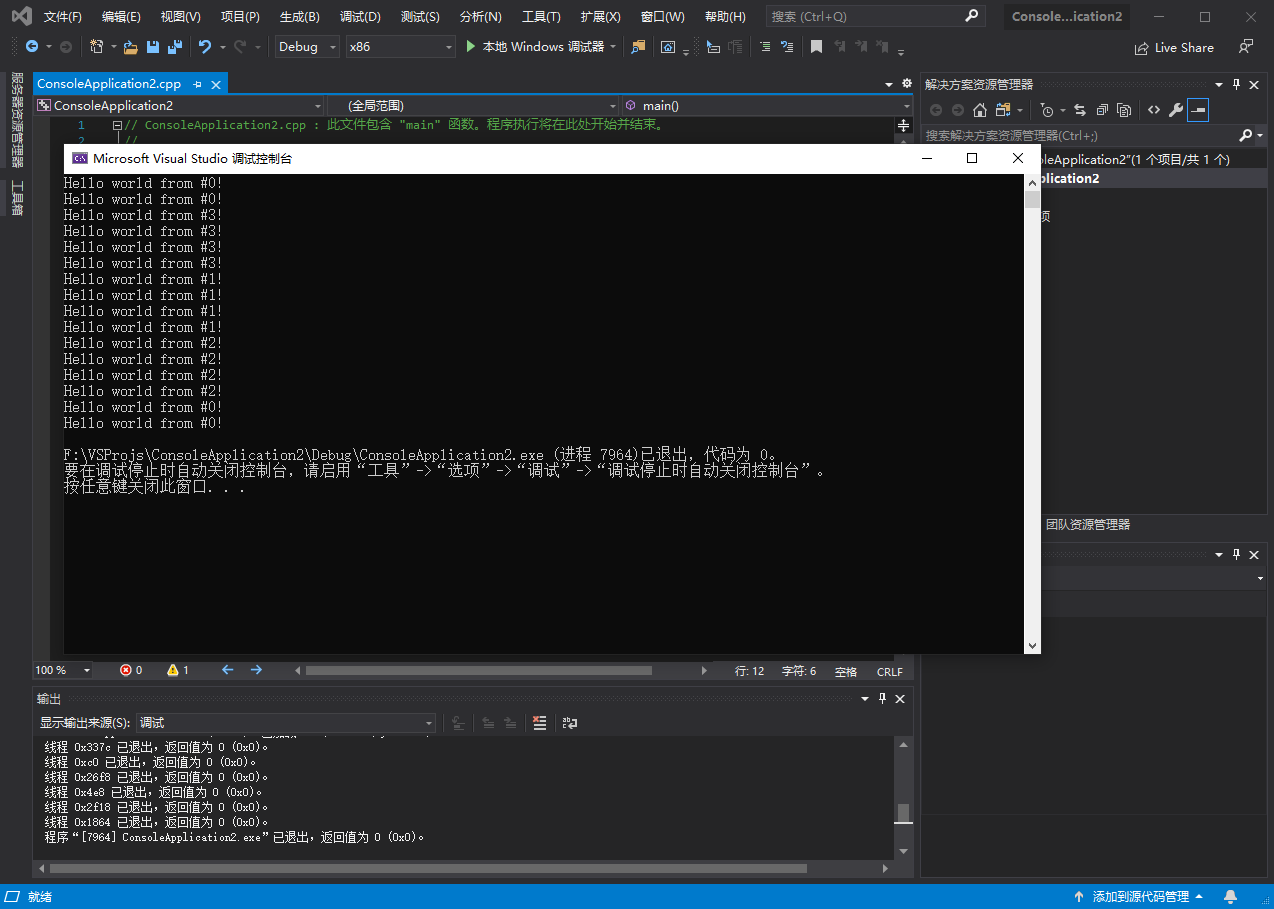 文件(F) 编辑(E) 视图(V) 项目(P) 生成(B) 调试(D) 测试(S) 分析(N) 工具(T) 扩展(X) 窗口(W) 帮助(H) 搜索 (Ctrl+Q) Console...ication2
Debug x86 本地 Windows 调试器 Live Share
服务器资源管理器
工具箱
ConsoleApplication2.cpp
ConsoleApplication2 (全局范围) main()
1 // ConsoleApplication2.cpp : 此文件包含 "main" 函数。程序执行将在此处开始并结束。
2 //
Microsoft Visual Studio 调试控制台
Hello world from #0!
Hello world from #0!
Hello world from #3!
Hello world from #3!
Hello world from #3!
Hello world from #3!
Hello world from #1!
Hello world from #1!
Hello world from #1!
Hello world from #1!
Hello world from #2!
Hello world from #2!
Hello world from #2!
Hello world from #2!
Hello world from #0!
Hello world from #0!
F:\VSProjs\ConsoleApplication2\Debug\ConsoleApplication2.exe (进程 7964)已退出，代码为 0。
要在调试停止时自动关闭控制台，请启用“工具”->“选项”->“调试”->“调试停止时自动关闭控制台”。
按任意键关闭此窗口. . .
解决方案资源管理器
搜索解决方案资源管理器(Ctrl+;)
leApplication2”(1 个项目/共 1 个)
plication2
项
团队资源管理器
100 % 0 1 行: 12 字符: 6 空格 CRLF
输出
显示输出来源(S): 调试
线程 0x337c 已退出，返回值为 0 (0x0)。
线程 0xc0 已退出，返回值为 0 (0x0)。
线程 0x26f8 已退出，返回值为 0 (0x0)。
线程 0x4e8 已退出，返回值为 0 (0x0)。
线程 0x2f18 已退出，返回值为 0 (0x0)。
线程 0x1864 已退出，返回值为 0 (0x0)。
程序“[7964] ConsoleApplication2.exe”已退出，返回值为 0 (0x0)。
就绪 添加到源代码管理